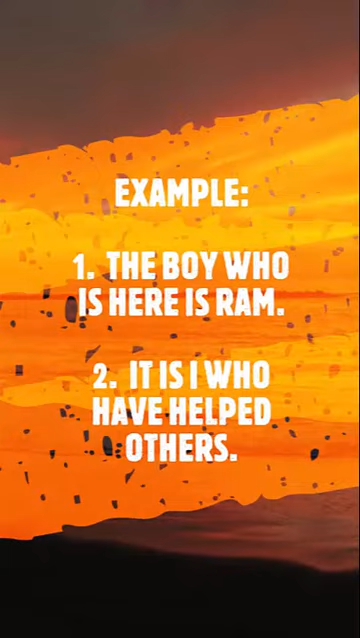 EXAMPLE:
1. THE BOY WHO
IS HERE IS RAM.
2. IT IS I WHO
HAVE HELPED
OTHERS.